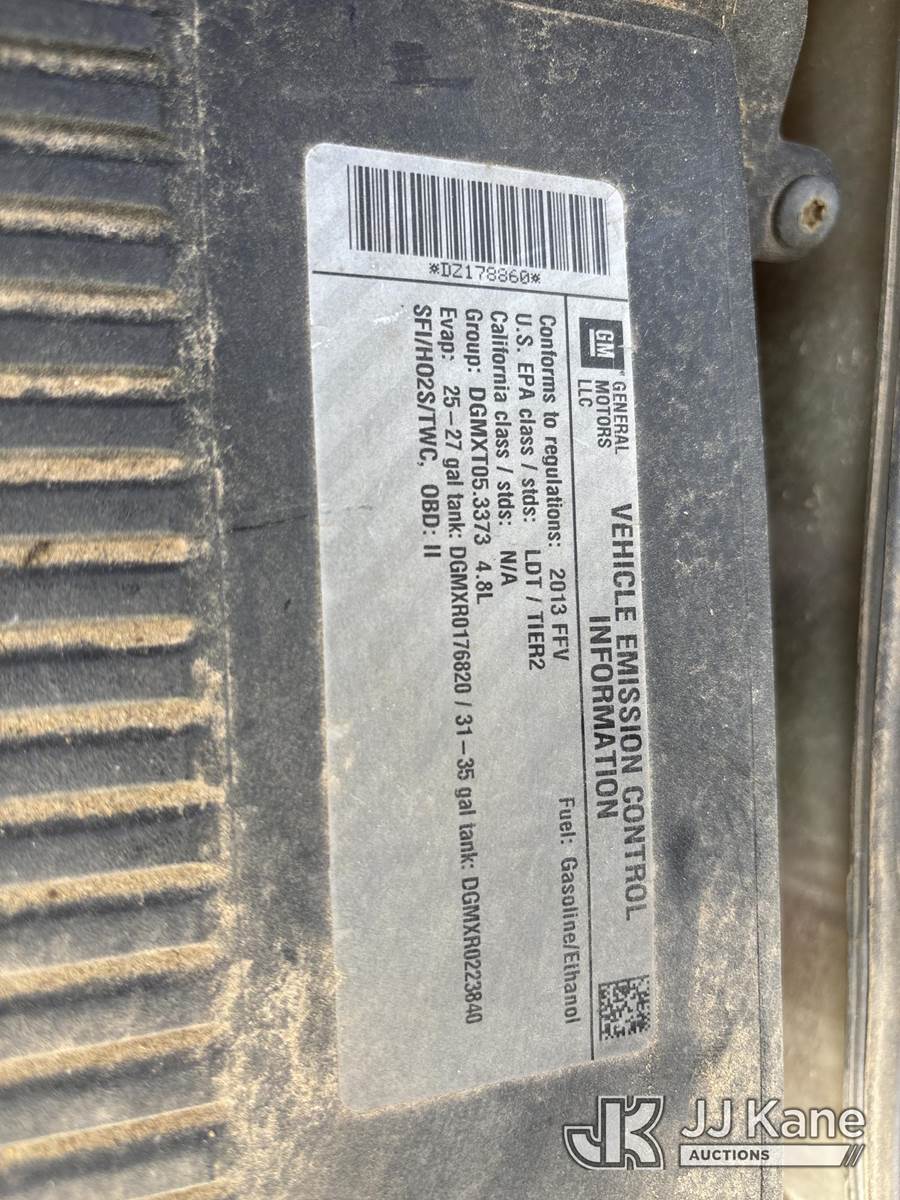 *DZ178860*
GM
GENERAL
MOTORS
LLC
VEHICLE EMISSION CONTROL
INFORMATION
Conforms to regulations: 2013 FFV
Fuel: Gasoline/Ethanol
U.S. EPA class / stds: LDT / TIER2
California class / stds: N/A
Group: DGMXT05.3373 4.8L
Evap: 25-27 gal tank: DGMXR0176820 / 31-35 gal tank: DGMXR0223840
SFI/HO2S/TWC, OBD: II
JK
JJ Kane
AUCTIONS